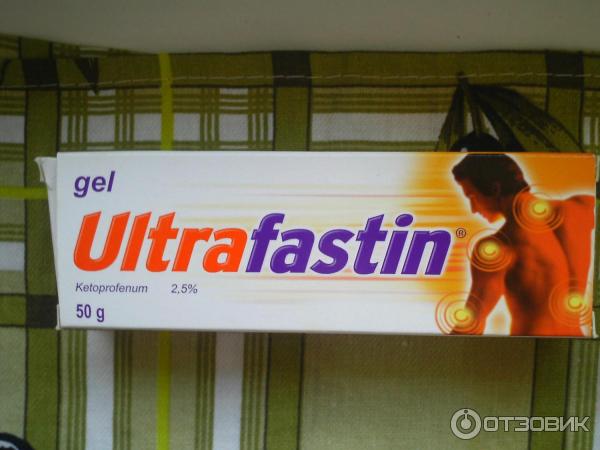 gel
Ultrafastin®
Ketoprofenum 2,5%
50 g
ОТЗОВИК